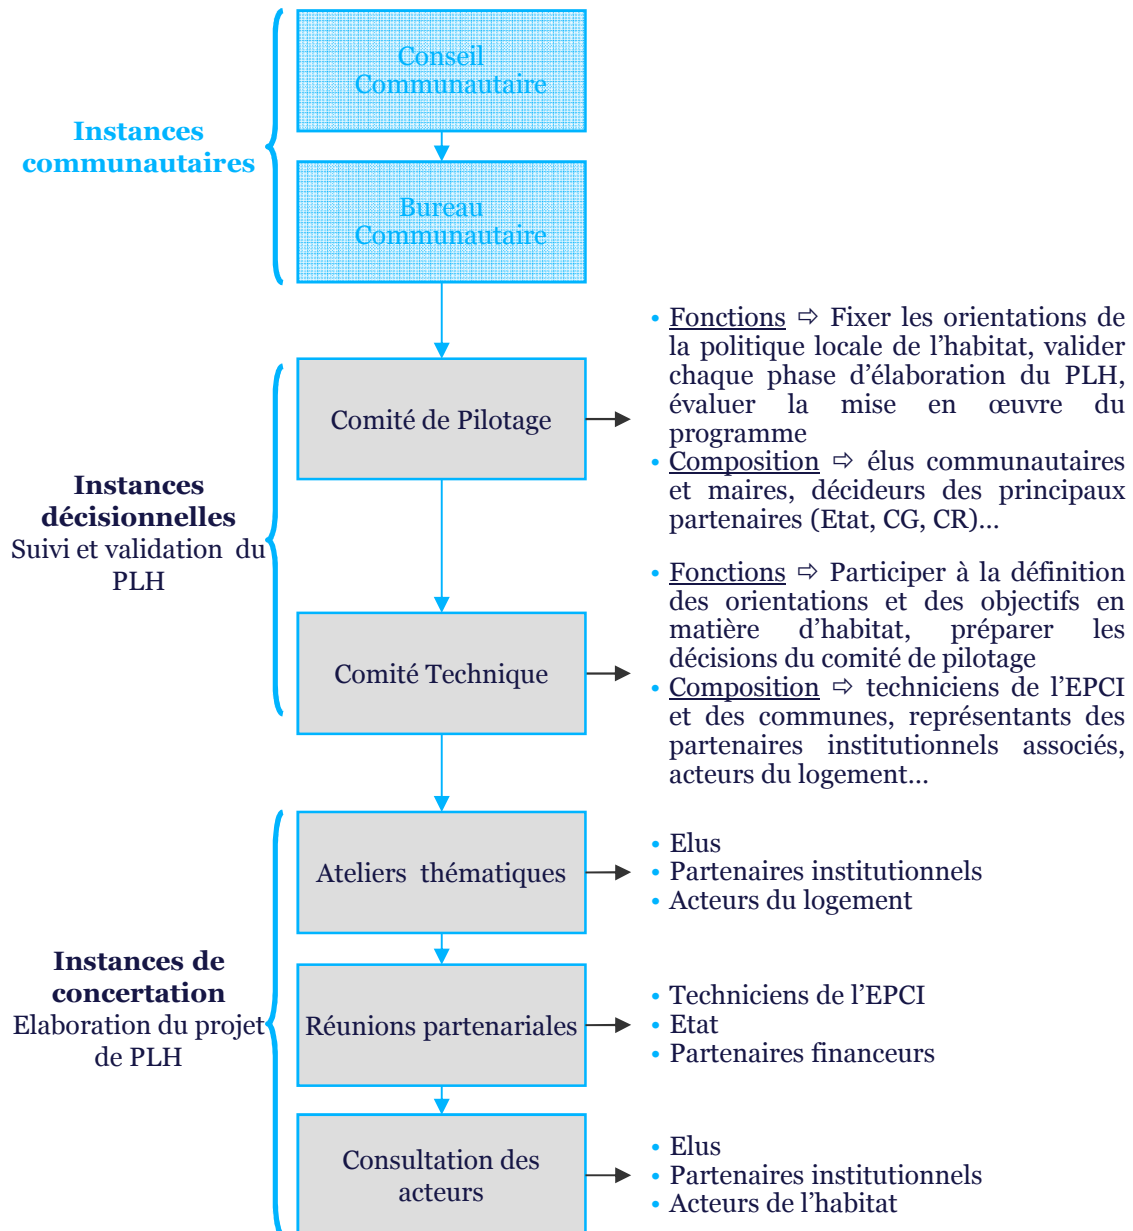 Conseil
Communautaire
Instances
communautaires
Bureau
Communautaire
• Fonctions ⇨ Fixer les orientations de
la politique locale de l’habitat, valider
chaque phase d’élaboration du PLH,
évaluer la mise en œuvre du
programme
Comité de Pilotage
• Composition ⇨ élus communautaires
et maires, décideurs des principaux
partenaires (Etat, CG, CR)…
Instances
décisionnelles
Suivi et validation du
PLH
• Fonctions ⇨ Participer à la définition
des orientations et des objectifs en
matière d’habitat, préparer les
décisions du comité de pilotage
Comité Technique
• Composition ⇨ techniciens de l’EPCI
et des communes, représentants des
partenaires institutionnels associés,
acteurs du logement…
Ateliers thématiques
• Elus
• Partenaires institutionnels
• Acteurs du logement
Instances de
concertation
Elaboration du projet
de PLH
Réunions partenariales
• Techniciens de l’EPCI
• Etat
• Partenaires financeurs
Consultation des
acteurs
• Elus
• Partenaires institutionnels
• Acteurs de l’habitat